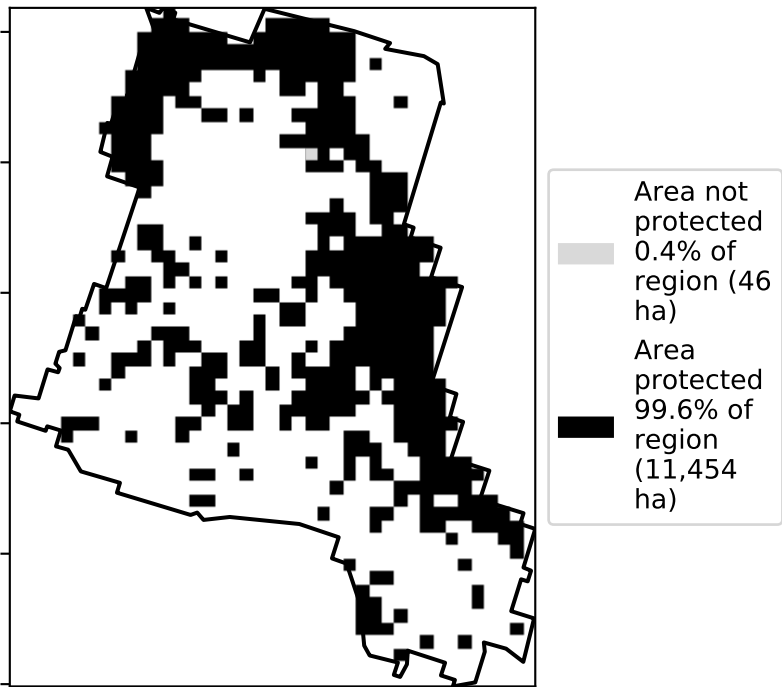 Area not
protected
0.4% of
region (46
ha)
Area
protected
99.6% of
region
(11,454
ha)